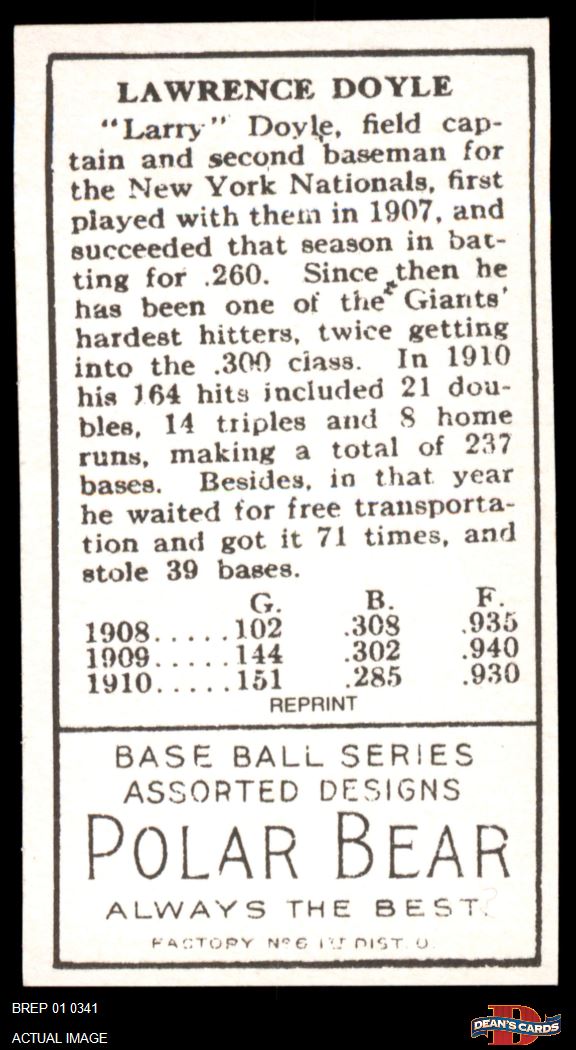 LAWRENCE DOYLE
"Larry" Doyle, field cap-
tain and second baseman for
the New York Nationals, first
played with them in 1907, and
succeeded that season in bat-
ting for .260. Since then he
has been one of the Giants'
hardest hitters, twice getting
into the .300 class. In 1910
his 164 hits included 21 dou-
bles, 14 triples and 8 home
runs, making a total of 237
bases. Besides, in that year
he waited for free transporta-
tion and got it 71 times, and
stole 39 bases.
G. B. F.
1908.....102 .308 .935
1909.....144 .302 .940
1910.....151 .285 .930
REPRINT
BASE BALL SERIES
ASSORTED DESIGNS
POLAR BEAR
ALWAYS THE BEST.
FACTORY Nº 6 1ST DIST. O.
BREP 01 0341
ACTUAL IMAGE
D
DEAN'S CARDS